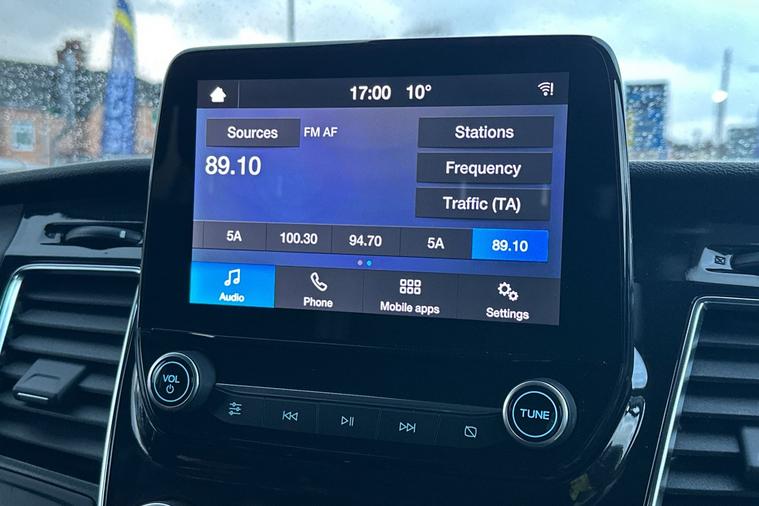 17:00 10°
Sources FM AF Stations
89.10 Frequency
Traffic (TA)
5A 100.30 94.70 5A 89.10
Audio Phone Mobile apps Settings
VOL
TUNE